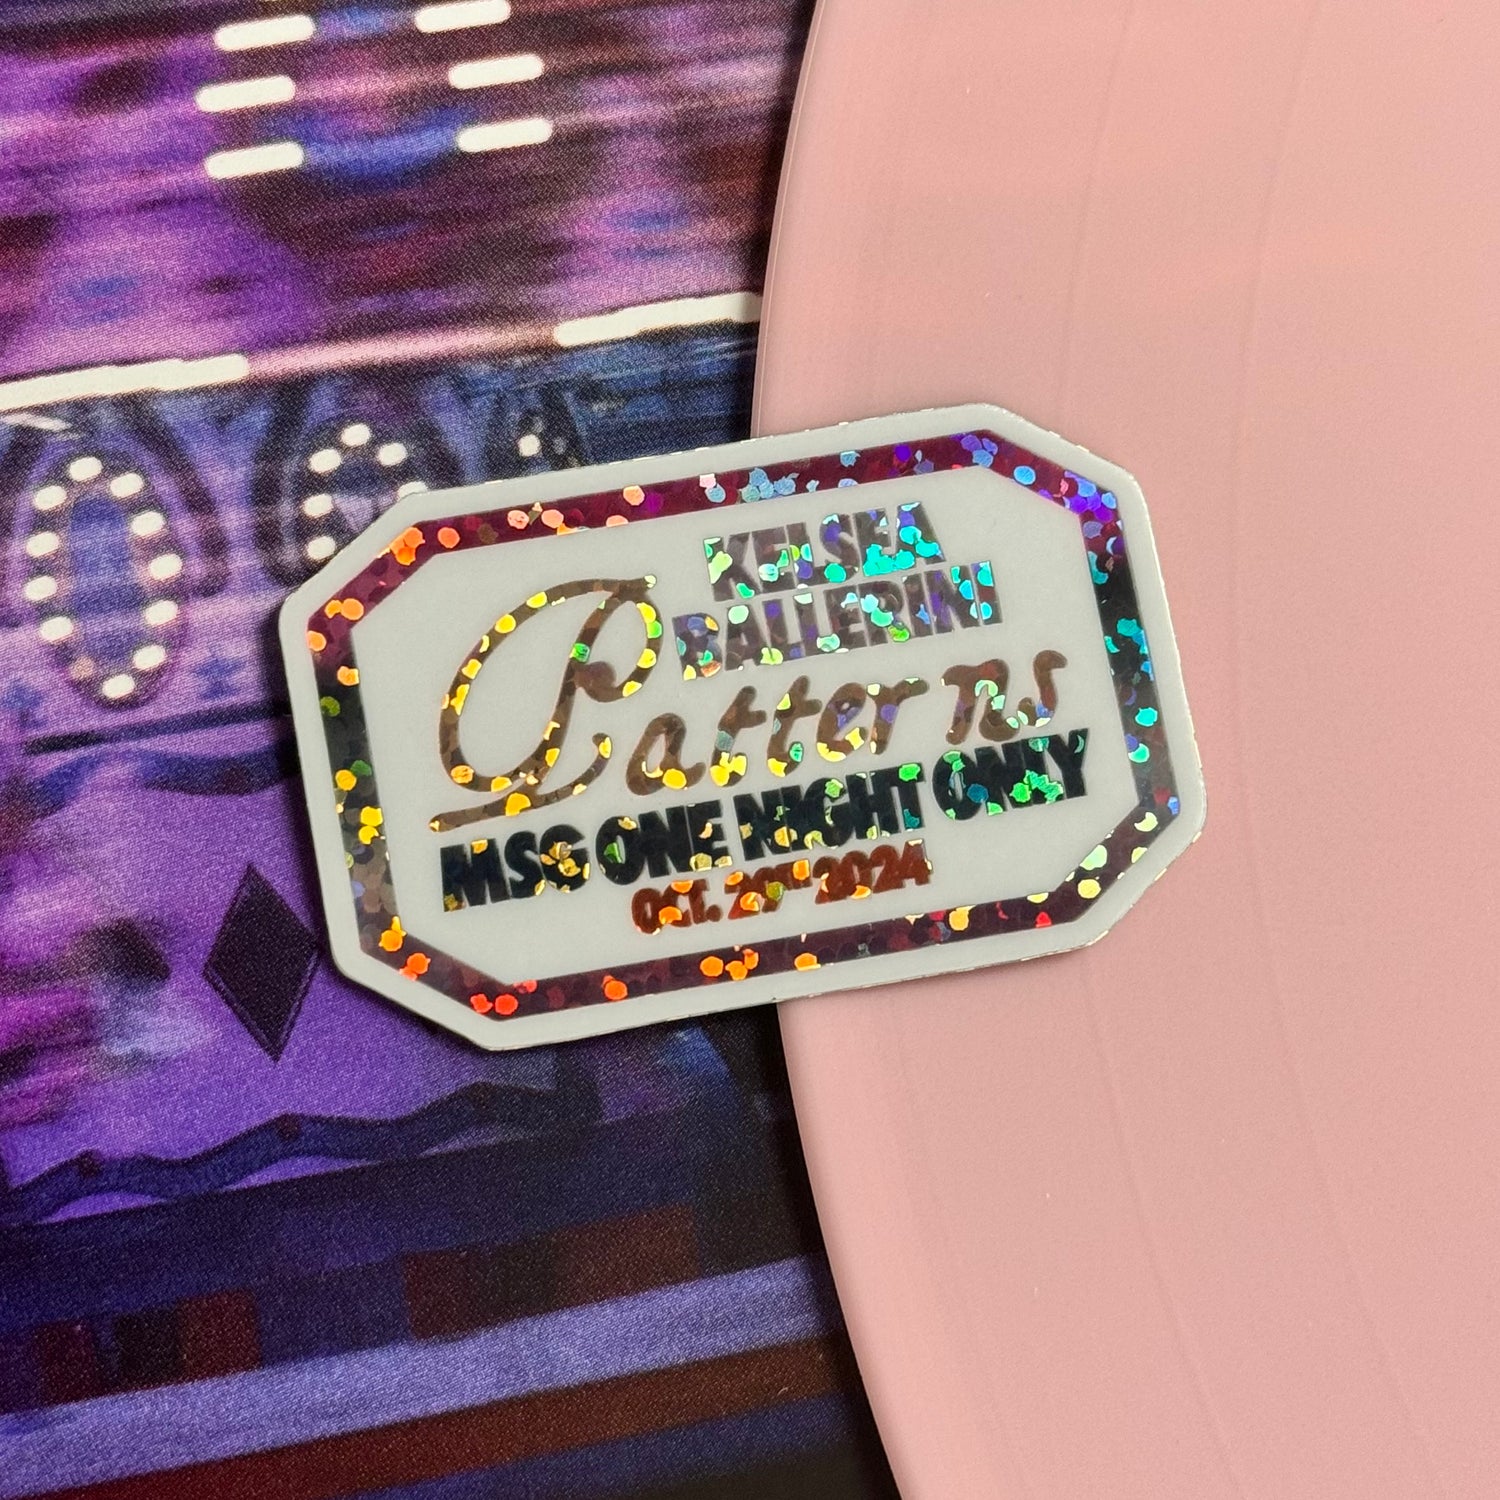 KELSEA
BALLERINI
Patterns
MSG ONE NIGHT ONLY
OCT. 29TH 2024